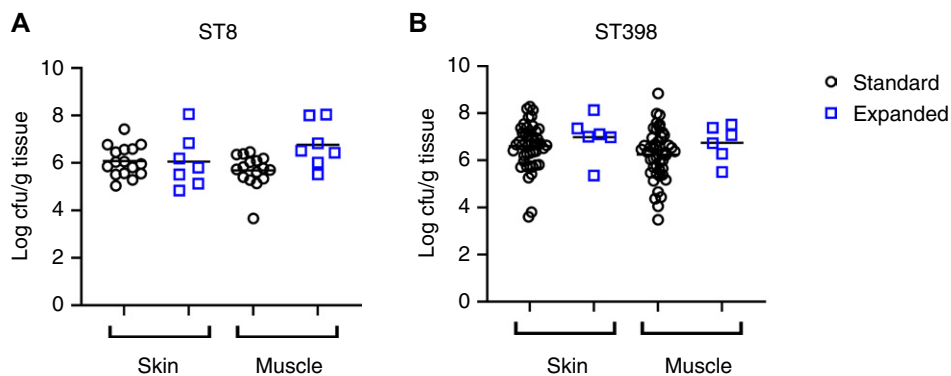 A
ST8
Log cfu/g tissue
10
8
6
4
2
0
Skin
Muscle
B
ST398
Log cfu/g tissue
10
8
6
4
2
0
Skin
Muscle
Standard
Expanded